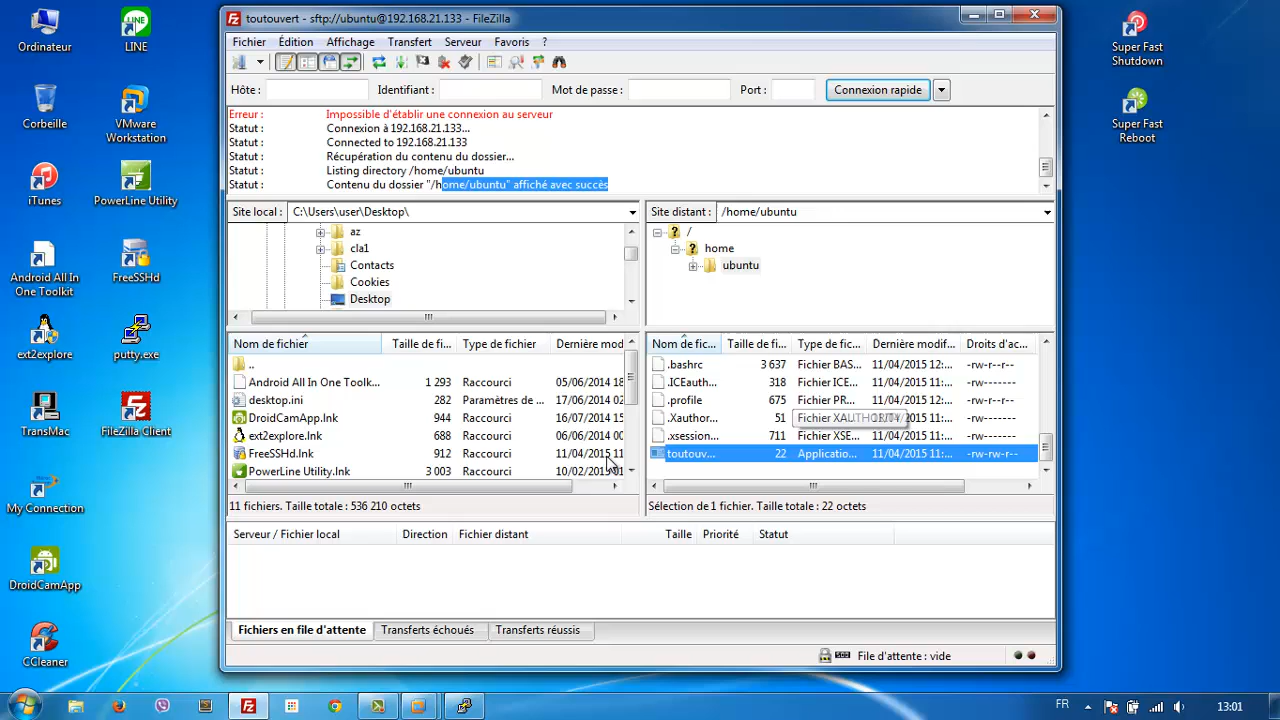 toutouvert - sftp://ubuntu@192.168.21.133 - FileZilla
Fichier Édition Affichage Transfert Serveur Favoris ?
Hôte : Identifiant : Mot de passe : Port : Connexion rapide
Erreur : Impossible d'établir une connexion au serveur
Statut : Connexion à 192.168.21.133...
Statut : Connected to 192.168.21.133
Statut : Récupération du contenu du dossier...
Statut : Listing directory /home/ubuntu
Statut : Contenu du dossier "/home/ubuntu" affiché avec succès
Site local : C:\Users\user\Desktop\
az
cla1
Contacts
Cookies
Desktop
Site distant : /home/ubuntu
/
home
ubuntu
Nom de fichier Taille de fi... Type de fichier Dernière mod
..
Android All In One Toolk... 1 293 Raccourci 05/06/2014 18
desktop.ini 282 Paramètres de ... 17/06/2014 02
DroidCamApp.lnk 944 Raccourci 16/07/2014 15
ext2explore.lnk 688 Raccourci 06/06/2014 00
FreeSSHd.lnk 912 Raccourci 11/04/2015 11
PowerLine Utility.lnk 3 003 Raccourci 10/02/2015 01
11 fichiers. Taille totale : 536 210 octets
Nom de fic... Taille de fi... Type de fic... Dernière modif Droits d'ac...
.bashrc 3 637 Fichier BAS... 11/04/2015 12:... -rw-r--r--
.ICEauth... 318 Fichier ICE... 11/04/2015 11:... -rw-------
.profile 675 Fichier PR... 11/04/2015 12:... -rw-r--r--
.Xauthor... 51 Fichier XAUTHORITY 11/04/2015 11:... -rw-------
.xsession... 711 Fichier XSE... 11/04/2015 11:... -rw-------
toutouv... 22 Applicatio... 11/04/2015 11:... -rw-rw-r--
Sélection de 1 fichier. Taille totale : 22 octets
Serveur / Fichier local Direction Fichier distant Taille Priorité Statut
Fichiers en file d'attente Transferts échoués Transferts réussis
File d'attente : vide
Ordinateur
LINE
Corbeille
VMware
Workstation
iTunes
PowerLine Utility
Android All In
One Toolkit
FreeSSHd
ext2explore
putty.exe
TransMac
FileZilla Client
My Connection
DroidCamApp
CCleaner
Super Fast
Shutdown
Super Fast
Reboot
FR 13:01